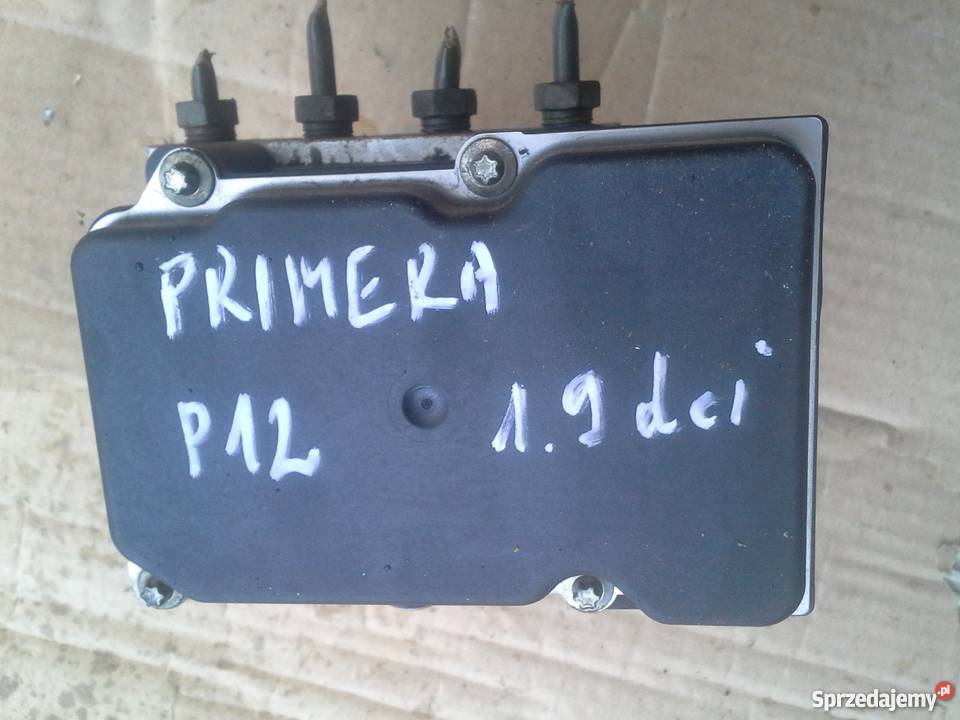 PRIMERA
P12 1.9 dci
Sprzedajemy.pl